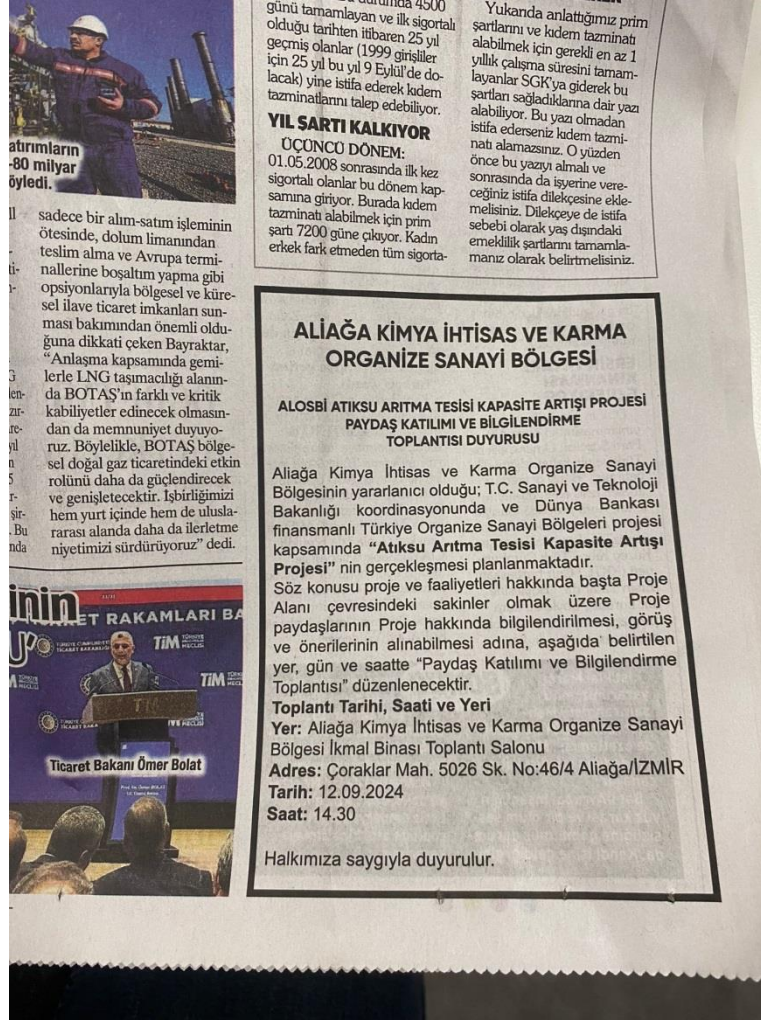 günü tamamlayan ve ilk sigortalı
olduğu tarihten itibaren 25 yıl
geçmiş olanlar (1999 girişliler
için 25 yıl bu yıl 9 Eylül'de do-
lacak) yine istifa ederek kıdem
tazminatlarını talep edebiliyor.
YIL ŞARTI KALKIYOR
ÜÇÜNCÜ DÖNEM:
01.05.2008 sonrasında ilk kez
sigortalı olanlar bu dönem kap-
samına giriyor. Burada kıdem
tazminatı alabilmek için prim
şartı 7200 güne çıkıyor. Kadın
erkek fark etmeden tüm sigorta-
Yukarıda anlattığımız prim
şartlarını ve kıdem tazminatı
alabilmek için gerekli en az 1
yıllık çalışma süresini tamam-
layanlar SGK'ya giderek bu
şartları sağladıklarına dair yazı
alabiliyor. Bu yazı olmadan
istifa ederseniz kıdem tazmi-
natı alamazsınız. O yüzden
önce bu yazıyı almalı ve
sonrasında da işyerine vere-
ceğiniz istifa dilekçesine ekle-
melisiniz. Dilekçeye de istifa
sebebi olarak yaş dışındaki
emeklilik şartlarını tamamla-
manız olarak belirtmelisiniz.
atırımların
-80 milyar
öyledi.
sadece bir alım-satım işleminin
ötesinde, dolum limanından
teslim alma ve Avrupa termi-
nallerine boşaltım yapma gibi
opsiyonlarıyla bölgesel ve küre-
sel ilave ticaret imkanları sun-
ması bakımından önemli oldu-
ğuna dikkati çeken Bayraktar,
“Anlaşma kapsamında gemi-
lerle LNG taşımacılığı alanın-
da BOTAŞ'ın farklı ve kritik
kabiliyetler edinecek olmasın-
dan da memnuniyet duyuyo-
ruz. Böylelikle, BOTAŞ bölge-
sel doğal gaz ticaretindeki etkin
rolünü daha da güçlendirecek
ve genişletecektir. İşbirliğimizi
hem yurt içinde hem de ulusla-
rarası alanda daha da ilerletme
niyetimizi sürdürüyoruz” dedi.
inin
ET RAKAMLARI BA
TİM
TİM
Ticaret Bakanı Ömer Bolat
ALİAĞA KİMYA İHTİSAS VE KARMA
ORGANİZE SANAYİ BÖLGESİ
ALOSBİ ATIKSU ARITMA TESİSİ KAPASİTE ARTIŞI PROJESİ
PAYDAŞ KATILIMI VE BİLGİLENDİRME
TOPLANTISI DUYURUSU
Aliağa Kimya İhtisas ve Karma Organize Sanayi
Bölgesinin yararlanıcı olduğu; T.C. Sanayi ve Teknoloji
Bakanlığı koordinasyonunda ve Dünya Bankası
finansmanlı Türkiye Organize Sanayi Bölgeleri projesi
kapsamında “Atıksu Arıtma Tesisi Kapasite Artışı
Projesi” nin gerçekleşmesi planlanmaktadır.
Söz konusu proje ve faaliyetleri hakkında başta Proje
Alanı çevresindeki sakinler olmak üzere Proje
paydaşlarının Proje hakkında bilgilendirilmesi, görüş
ve önerilerinin alınabilmesi adına, aşağıda belirtilen
yer, gün ve saatte “Paydaş Katılımı ve Bilgilendirme
Toplantısı” düzenlenecektir.
Toplantı Tarihi, Saati ve Yeri
Yer: Aliağa Kimya İhtisas ve Karma Organize Sanayi
Bölgesi İkmal Binası Toplantı Salonu
Adres: Çoraklar Mah. 5026 Sk. No:46/4 Aliağa/İZMİR
Tarih: 12.09.2024
Saat: 14.30
Halkımıza saygıyla duyurulur.